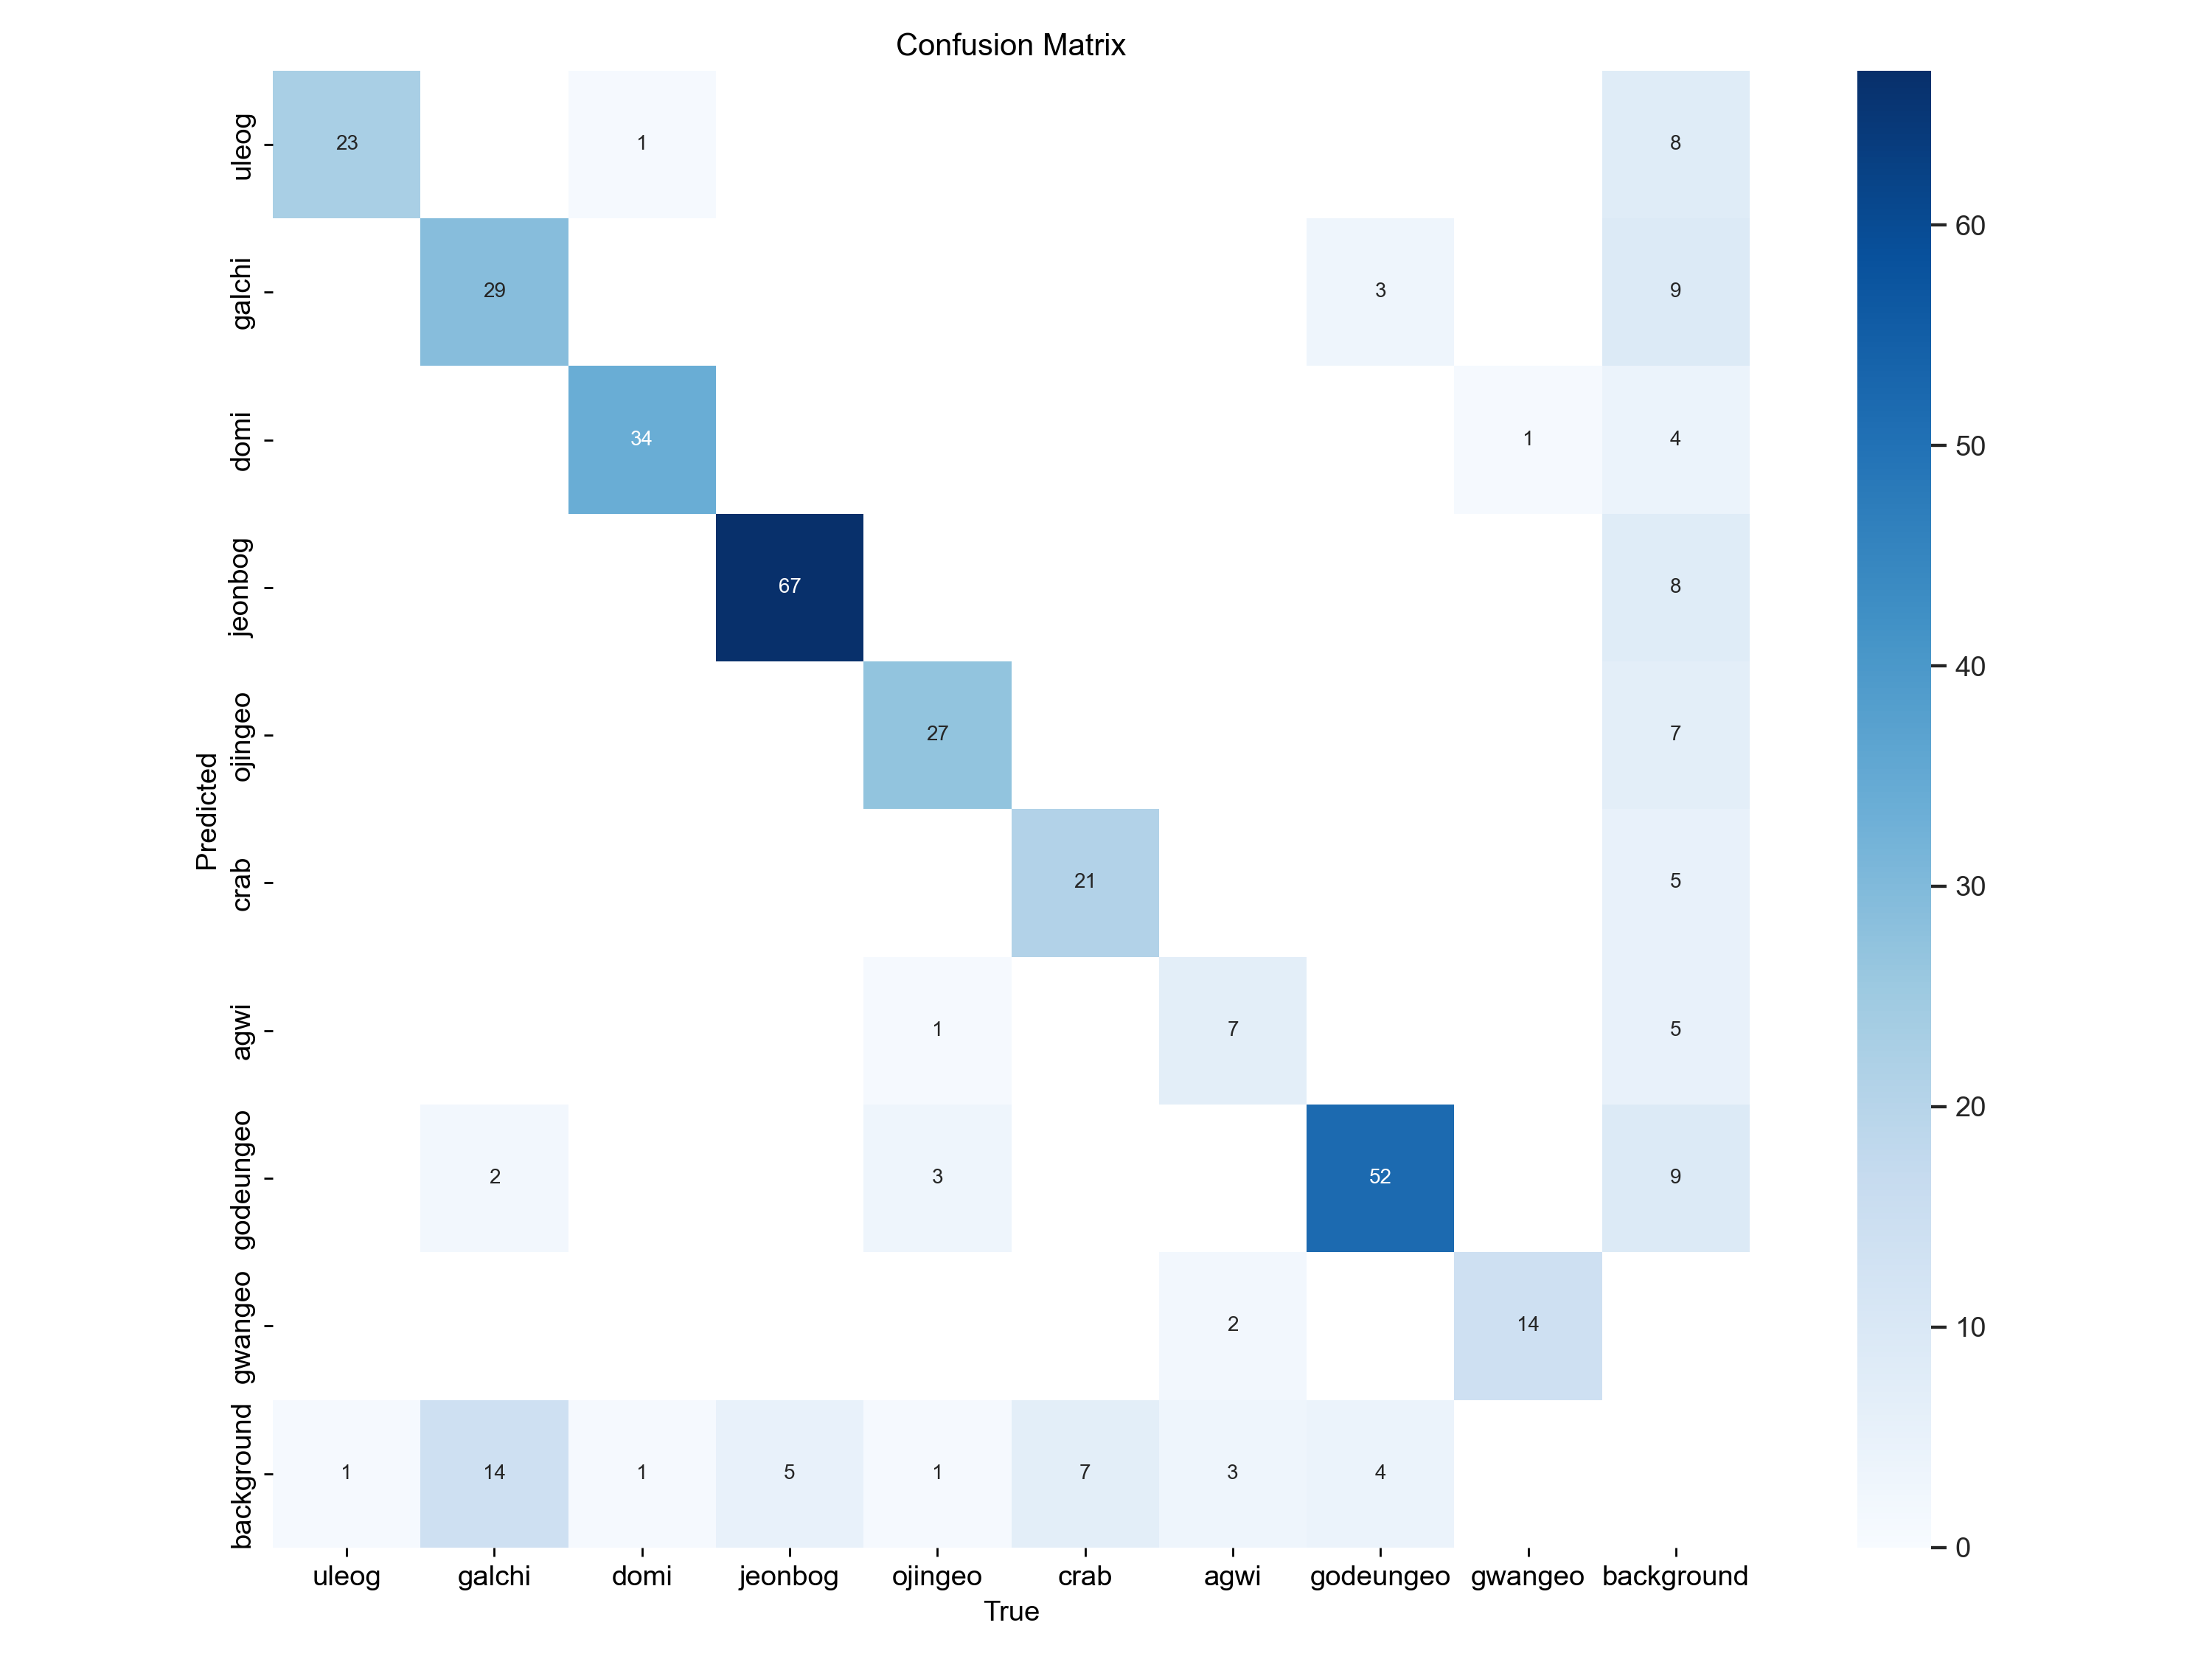 Confusion Matrix
uleog 23 1 8
galchi 29 3 9
domi 34 1 4
jeonbog 67 8
ojingeo 27 7
crab 21 5
agwi 1 7 5
godeungeo 2 3 52 9
gwangeo 2 14
background 1 14 1 5 1 7 3 4
Predicted
uleog galchi domi jeonbog ojingeo crab agwi godeungeo gwangeo background
True
60
50
40
30
20
10
0